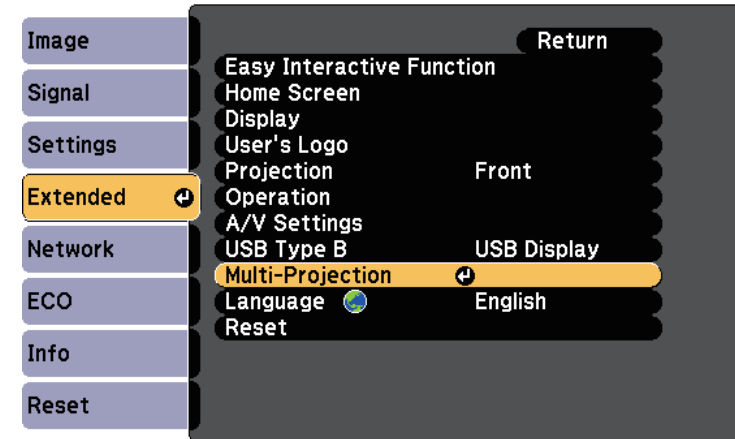 Image
Signal
Settings
Extended
Network
ECO
Info
Reset
Return
Easy Interactive Function
Home Screen
Display
User's Logo
Projection Front
Operation
A/V Settings
USB Type B USB Display
Multi-Projection
Language English
Reset